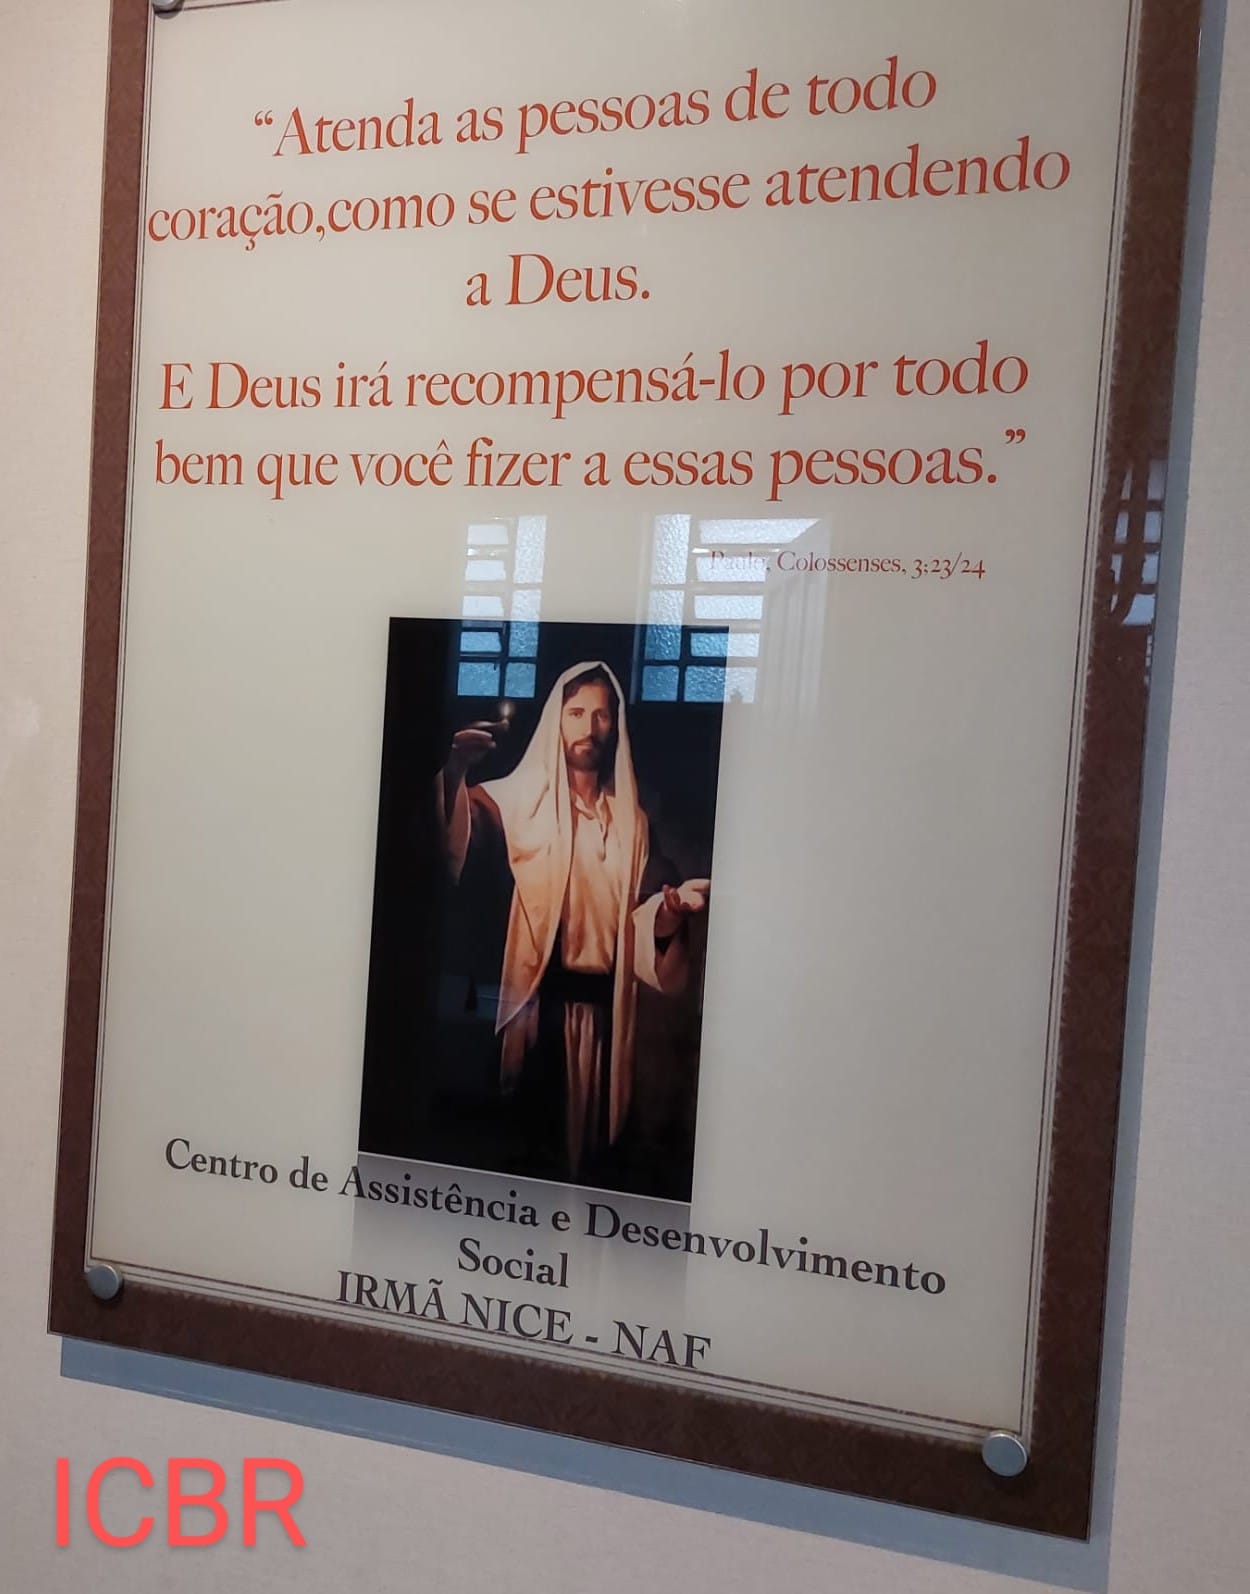 “Atenda as pessoas de todo
coração,como se estivesse atendendo
a Deus.
E Deus irá recompensá-lo por todo
bem que você fizer a essas pessoas.”
Paulo, Colossenses, 3;23/24
Centro de Assistência e Desenvolvimento
Social
IRMÃ NICE - NAF
ICBR